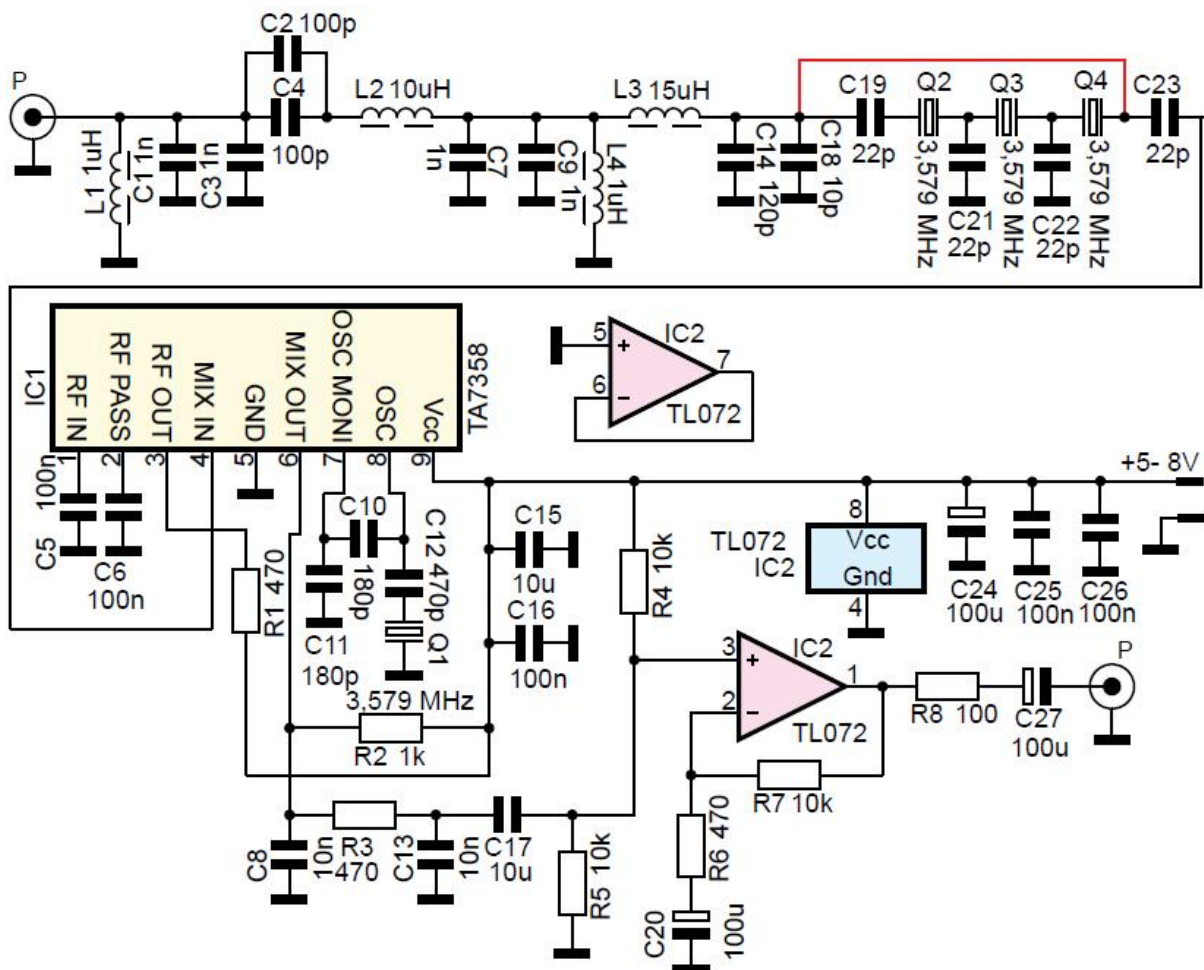 C2 100p
P
C4
100p
L2 10uH
L3 15uH
C19
22p
Q2
Q3
Q4
C23
22p
L1 1uH
C1 1n
C3 1n
1n
C7
C9 1n
L4 1uH
C14 120p
C18 10p
3,579 MHz
C21
22p
3,579 MHz
C22
22p
3,579 MHz
IC1
RF IN
RF PASS
RF OUT
MIX IN
GND
MIX OUT
OSC MONI
OSC
Vcc
TA7358
1 2 3 4 5 6 7 8 9
5
+
6
−
7
IC2
TL072
+5- 8V
100n
C5
C6
100n
R1 470
C10
180p
C11
180p
C12 470p
Q1
3,579 MHz
C15
10u
C16
100n
R4 10k
TL072
IC2
8
Vcc
Gnd
4
C24
100u
C25
100n
C26
100n
R2 1k
3
+
2
−
1
IC2
TL072
R8 100
C27
100u
P
R7 10k
C8
10n
R3
470
C13
10n
C17
10u
R5 10k
R6 470
C20
100u